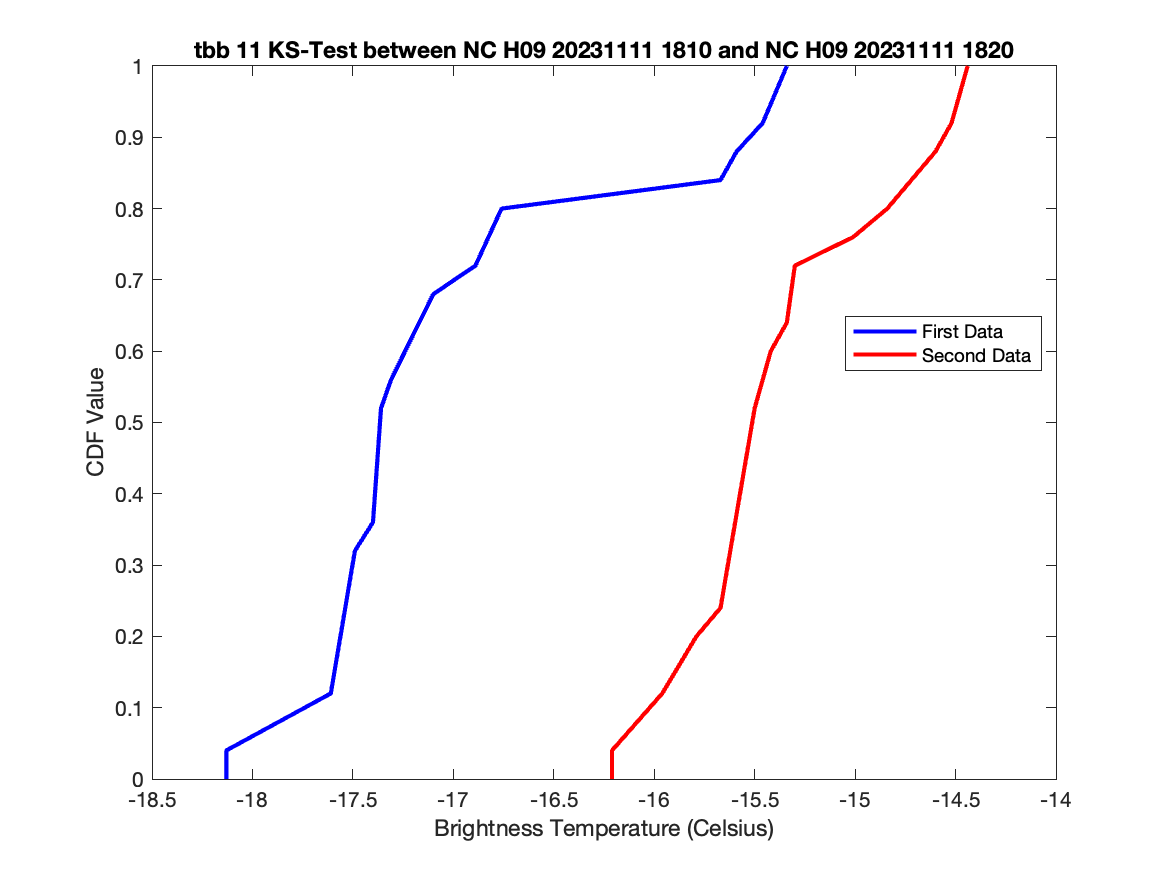 tbb 11 KS-Test between NC H09 20231111 1810 and NC H09 20231111 1820
1
0.9
0.8
0.7
0.6
0.5
0.4
0.3
0.2
0.1
0
CDF Value
First Data
Second Data
-18.5 -18 -17.5 -17 -16.5 -16 -15.5 -15 -14.5 -14
Brightness Temperature (Celsius)